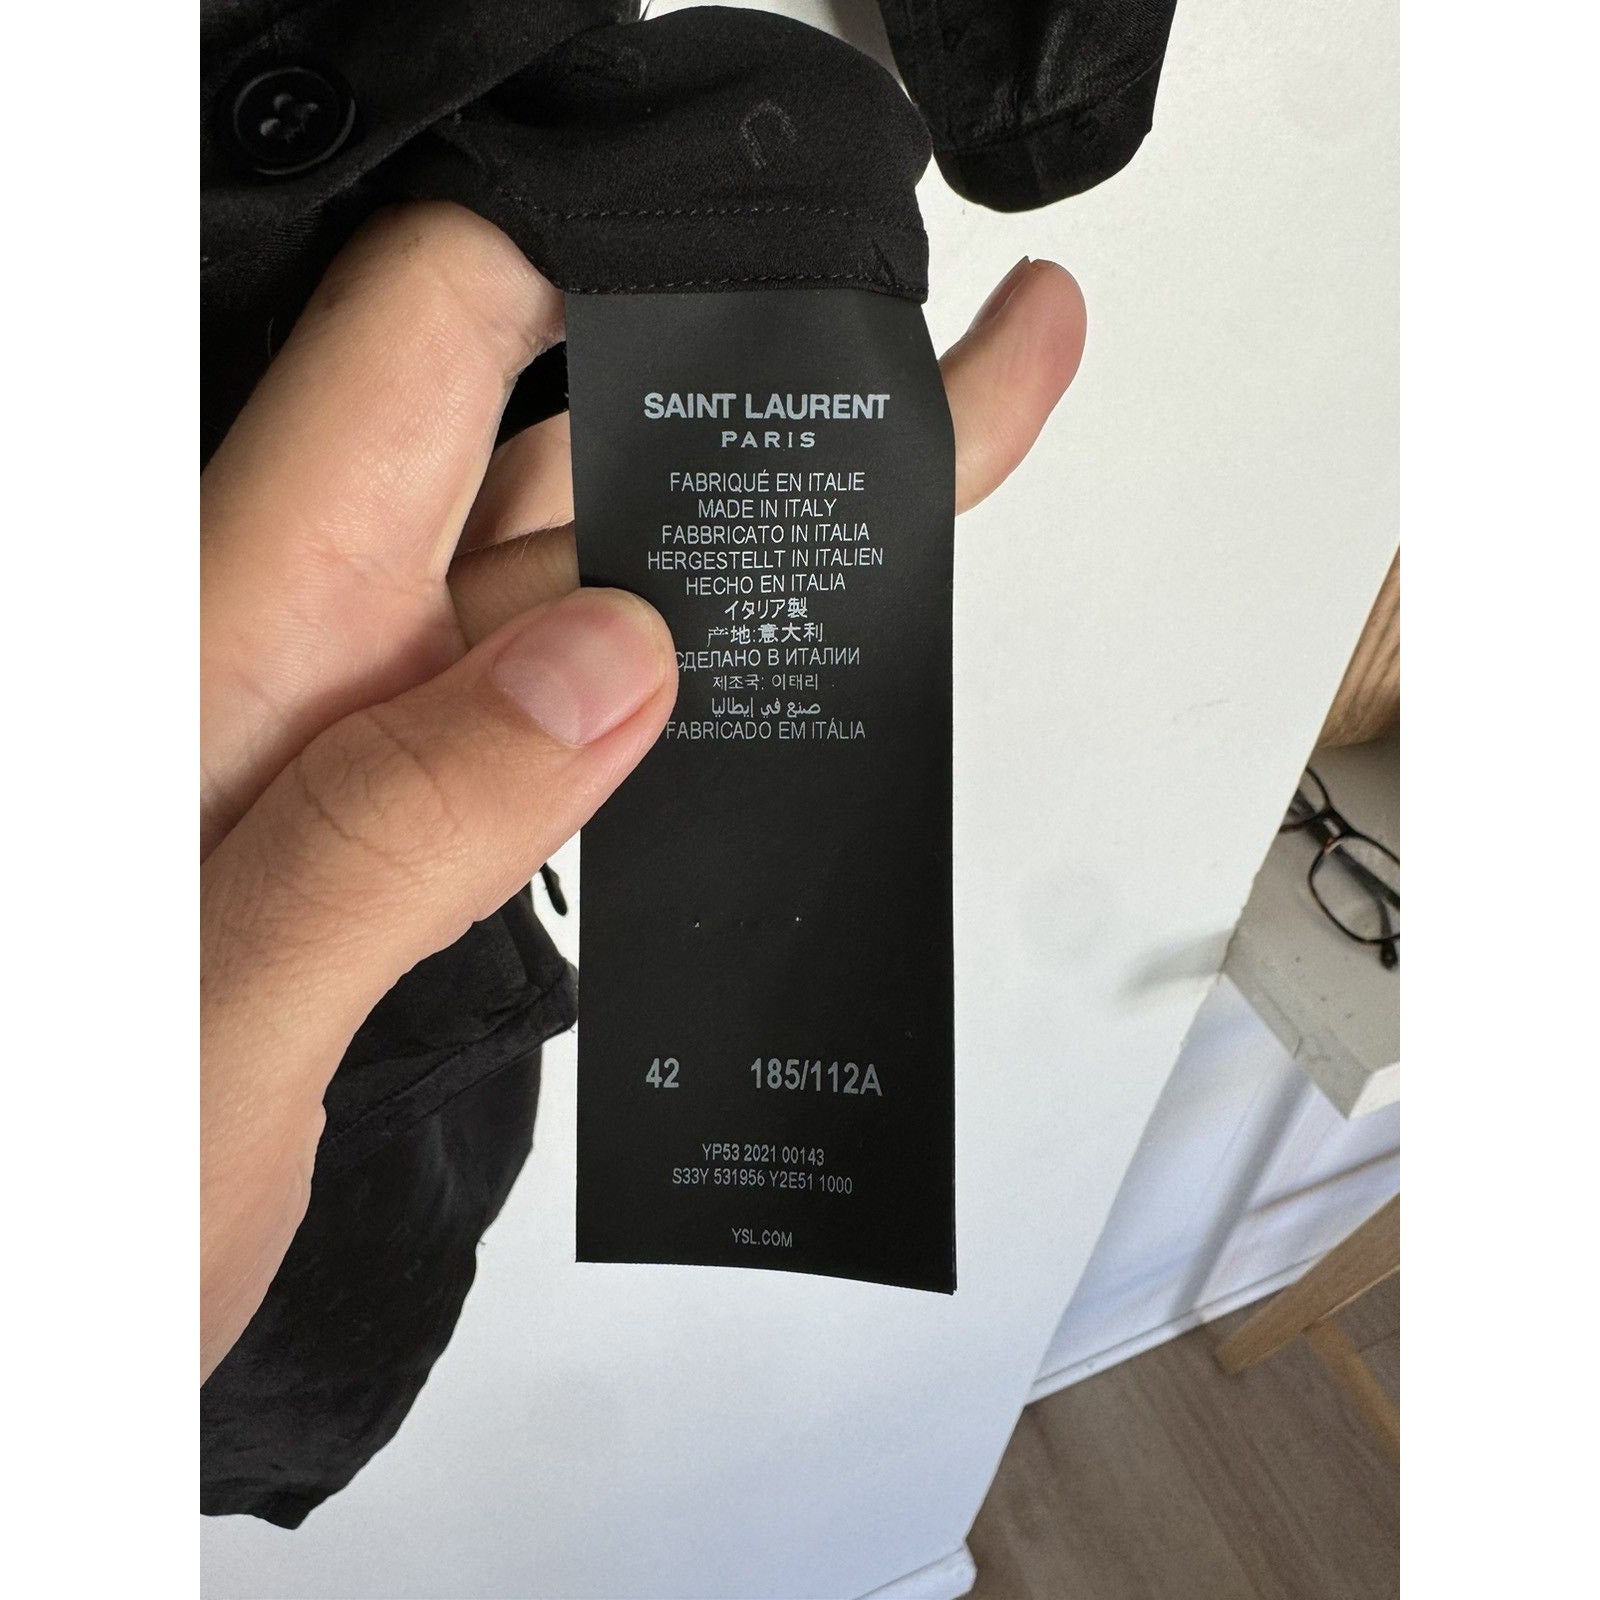 SAINT LAURENT
PARIS
FABRIQUÉ EN ITALIE
MADE IN ITALY
FABBRICATO IN ITALIA
HERGESTELLT IN ITALIEN
HECHO EN ITALIA
イタリア製
产地:意大利
СДЕЛАНО В ИТАЛИИ
제조국: 이태리
صنع في إيطاليا
FABRICADO EM ITÁLIA
42 185/112A
YP53 2021 00143
S33Y 531956 Y2E51 1000
YSL.COM